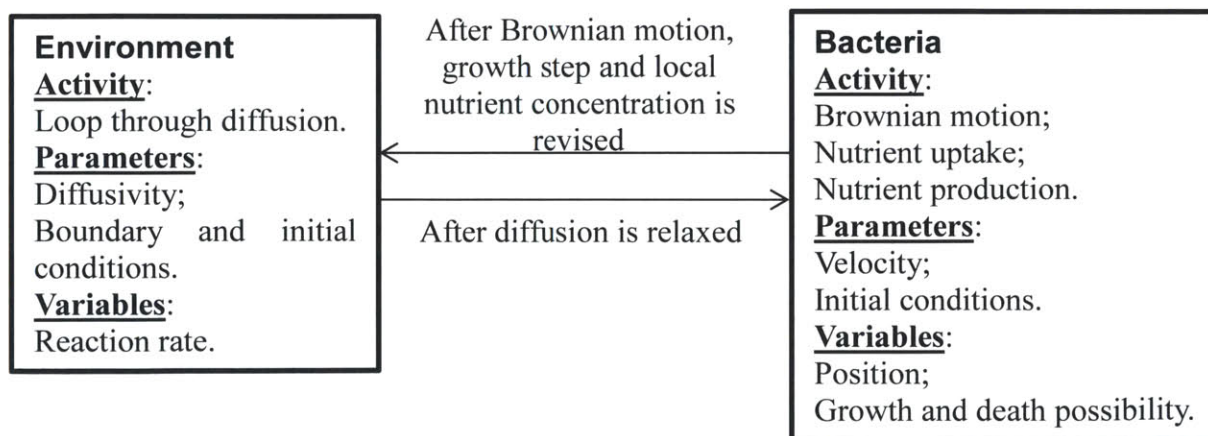 Environment
Activity:
Loop through diffusion.
Parameters:
Diffusivity;
Boundary and initial
conditions.
Variables:
Reaction rate.
After Brownian motion,
growth step and local
nutrient concentration is
revised
After diffusion is relaxed
Bacteria
Activity:
Brownian motion;
Nutrient uptake;
Nutrient production.
Parameters:
Velocity;
Initial conditions.
Variables:
Position;
Growth and death possibility.